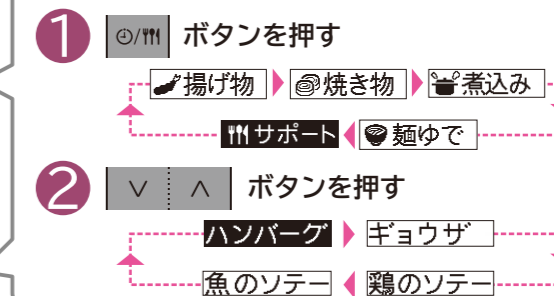 1 ボタンを押す
揚げ物 焼き物 煮込み
サポート 麺ゆで
2 ∨ ∧ ボタンを押す
ハンバーグ ギョウザ
魚のソテー 鶏のソテー